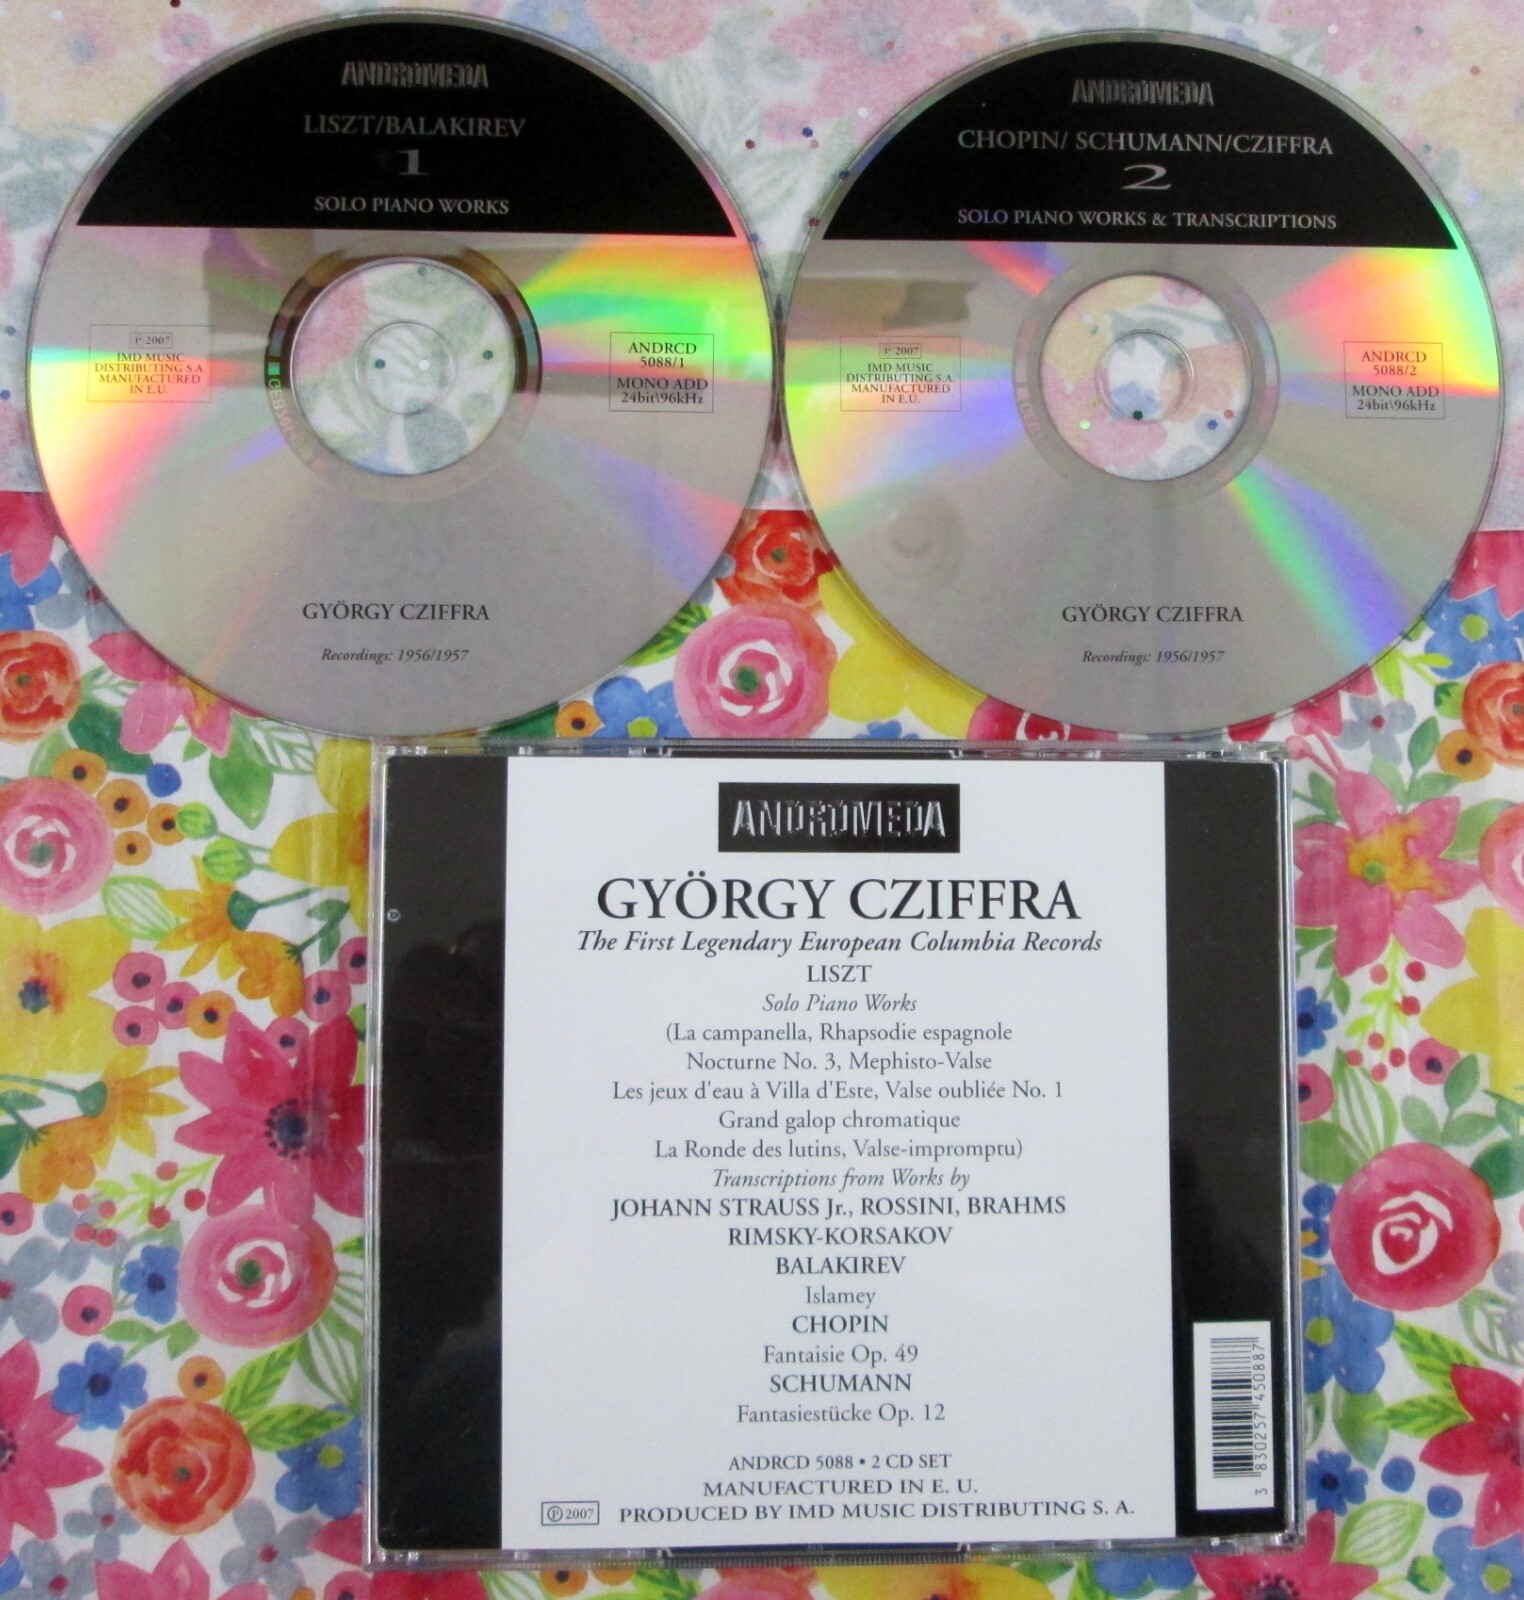 ANDROMEDA
LISZT/BALAKIREV
1
SOLO PIANO WORKS
℗ 2007
IMD MUSIC
DISTRIBUTING S.A.
MANUFACTURED
IN E.U.
ANDRCD
5088/1
MONO ADD
24bit\96kHz
GYÖRGY CZIFFRA
Recordings: 1956/1957
ANDROMEDA
CHOPIN/ SCHUMANN/CZIFFRA
2
SOLO PIANO WORKS & TRANSCRIPTIONS
℗ 2007
IMD MUSIC
DISTRIBUTING S.A.
MANUFACTURED
IN E.U.
ANDRCD
5088/2
MONO ADD
24bit\96kHz
GYÖRGY CZIFFRA
Recordings: 1956/1957
ANDROMEDA
GYÖRGY CZIFFRA
The First Legendary European Columbia Records
LISZT
Solo Piano Works
(La campanella, Rhapsodie espagnole
Nocturne No. 3, Mephisto-Valse
Les jeux d'eau à Villa d'Este, Valse oubliée No. 1
Grand galop chromatique
La Ronde des lutins, Valse-impromptu)
Transcriptions from Works by
JOHANN STRAUSS Jr., ROSSINI, BRAHMS
RIMSKY-KORSAKOV
BALAKIREV
Islamey
CHOPIN
Fantaisie Op. 49
SCHUMANN
Fantasiestücke Op. 12
ANDRCD 5088 • 2 CD SET
MANUFACTURED IN E. U.
℗ 2007 PRODUCED BY IMD MUSIC DISTRIBUTING S. A.
3 830257 450887